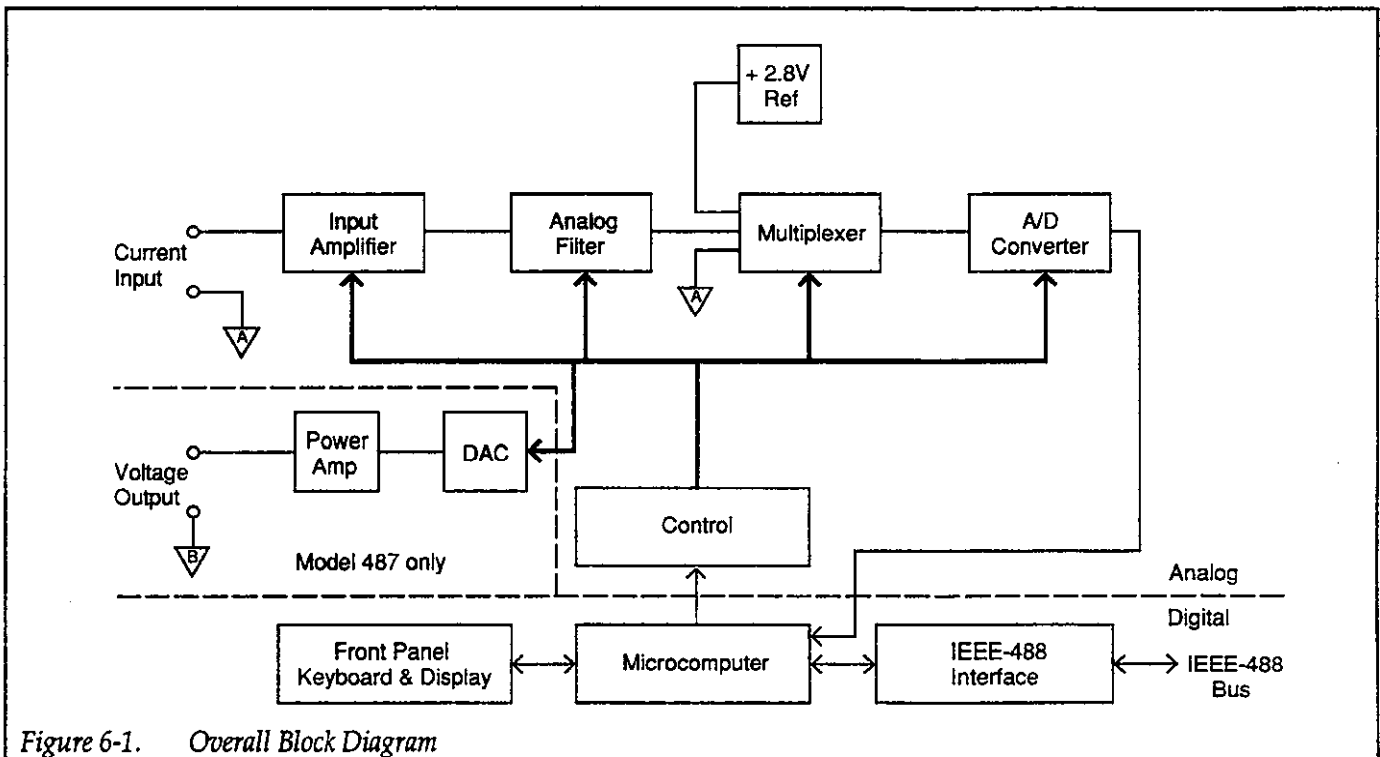 + 2.8V
Ref
Input
Amplifier
Analog
Filter
Multiplexer
A/D
Converter
Current
Input
A
A
Power
Amp
DAC
Voltage
Output
B
Control
Model 487 only
Analog
Digital
Front Panel
Keyboard & Display
Microcomputer
IEEE-488
Interface
IEEE-488
Bus
Figure 6-1. Overall Block Diagram